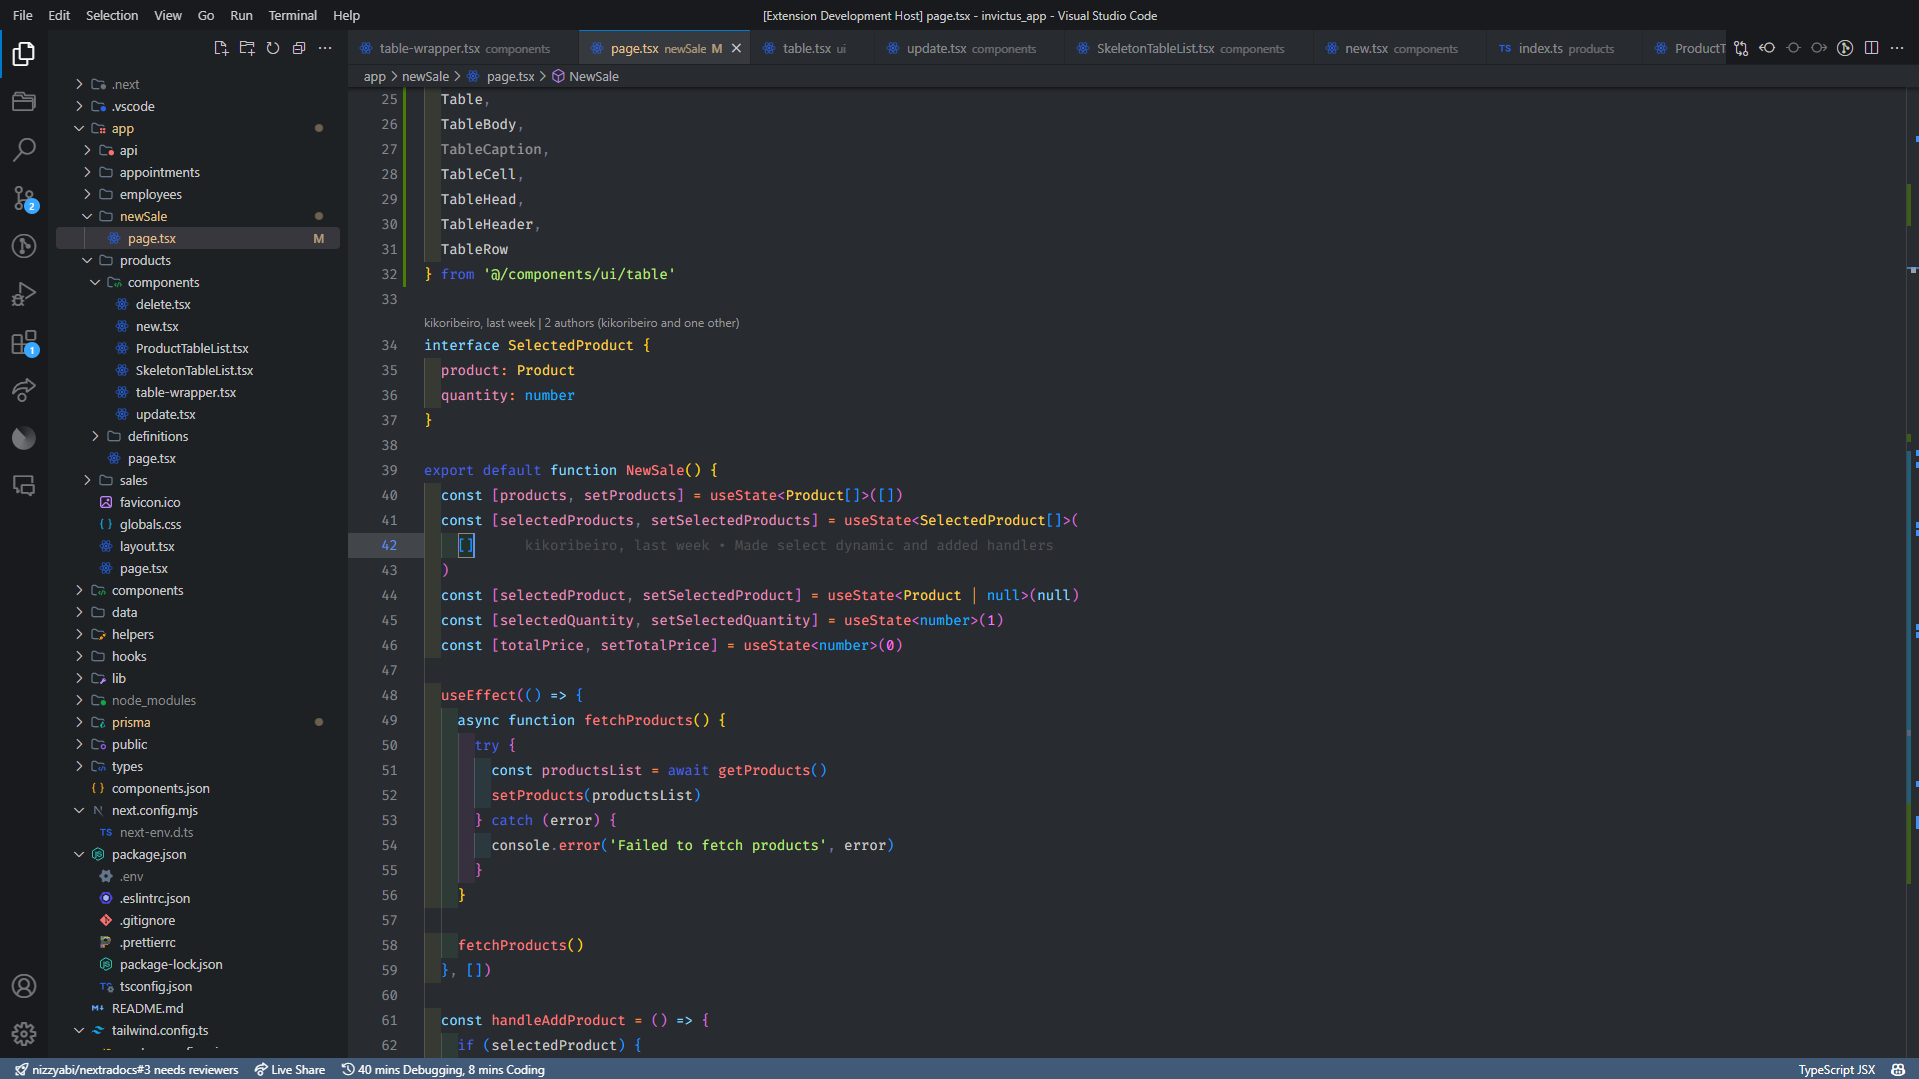 File Edit Selection View Go Run Terminal Help
[Extension Development Host] page.tsx - invictus_app - Visual Studio Code
table-wrapper.tsx components
page.tsx newSale M
table.tsx ui
update.tsx components
SkeletonTableList.tsx components
new.tsx components
TS index.ts products
ProductT
app > newSale > page.tsx > NewSale
.next
.vscode
app
api
appointments
employees
newSale
page.tsx M
products
components
delete.tsx
new.tsx
ProductTableList.tsx
SkeletonTableList.tsx
table-wrapper.tsx
update.tsx
definitions
page.tsx
sales
favicon.ico
globals.css
layout.tsx
page.tsx
components
data
helpers
hooks
lib
node_modules
prisma
public
types
components.json
next.config.mjs
TS next-env.d.ts
package.json
.env
.eslintrc.json
.gitignore
.prettierrc
package-lock.json
tsconfig.json
README.md
tailwind.config.ts
2
1
25 Table,
26 TableBody,
27 TableCaption,
28 TableCell,
29 TableHead,
30 TableHeader,
31 TableRow
32 } from '@/components/ui/table'
33
kikoribeiro, last week | 2 authors (kikoribeiro and one other)
34 interface SelectedProduct {
35 product: Product
36 quantity: number
37 }
38
39 export default function NewSale() {
40 const [products, setProducts] = useState<Product[]>([])
41 const [selectedProducts, setSelectedProducts] = useState<SelectedProduct[]>(
42 [] kikoribeiro, last week • Made select dynamic and added handlers
43 )
44 const [selectedProduct, setSelectedProduct] = useState<Product | null>(null)
45 const [selectedQuantity, setSelectedQuantity] = useState<number>(1)
46 const [totalPrice, setTotalPrice] = useState<number>(0)
47
48 useEffect(() => {
49 async function fetchProducts() {
50 try {
51 const productsList = await getProducts()
52 setProducts(productsList)
53 } catch (error) {
54 console.error('Failed to fetch products', error)
55 }
56 }
57
58 fetchProducts()
59 }, [])
60
61 const handleAddProduct = () => {
62 if (selectedProduct) {
nizzyabi/nextradocs#3 needs reviewers Live Share 40 mins Debugging, 8 mins Coding TypeScript JSX